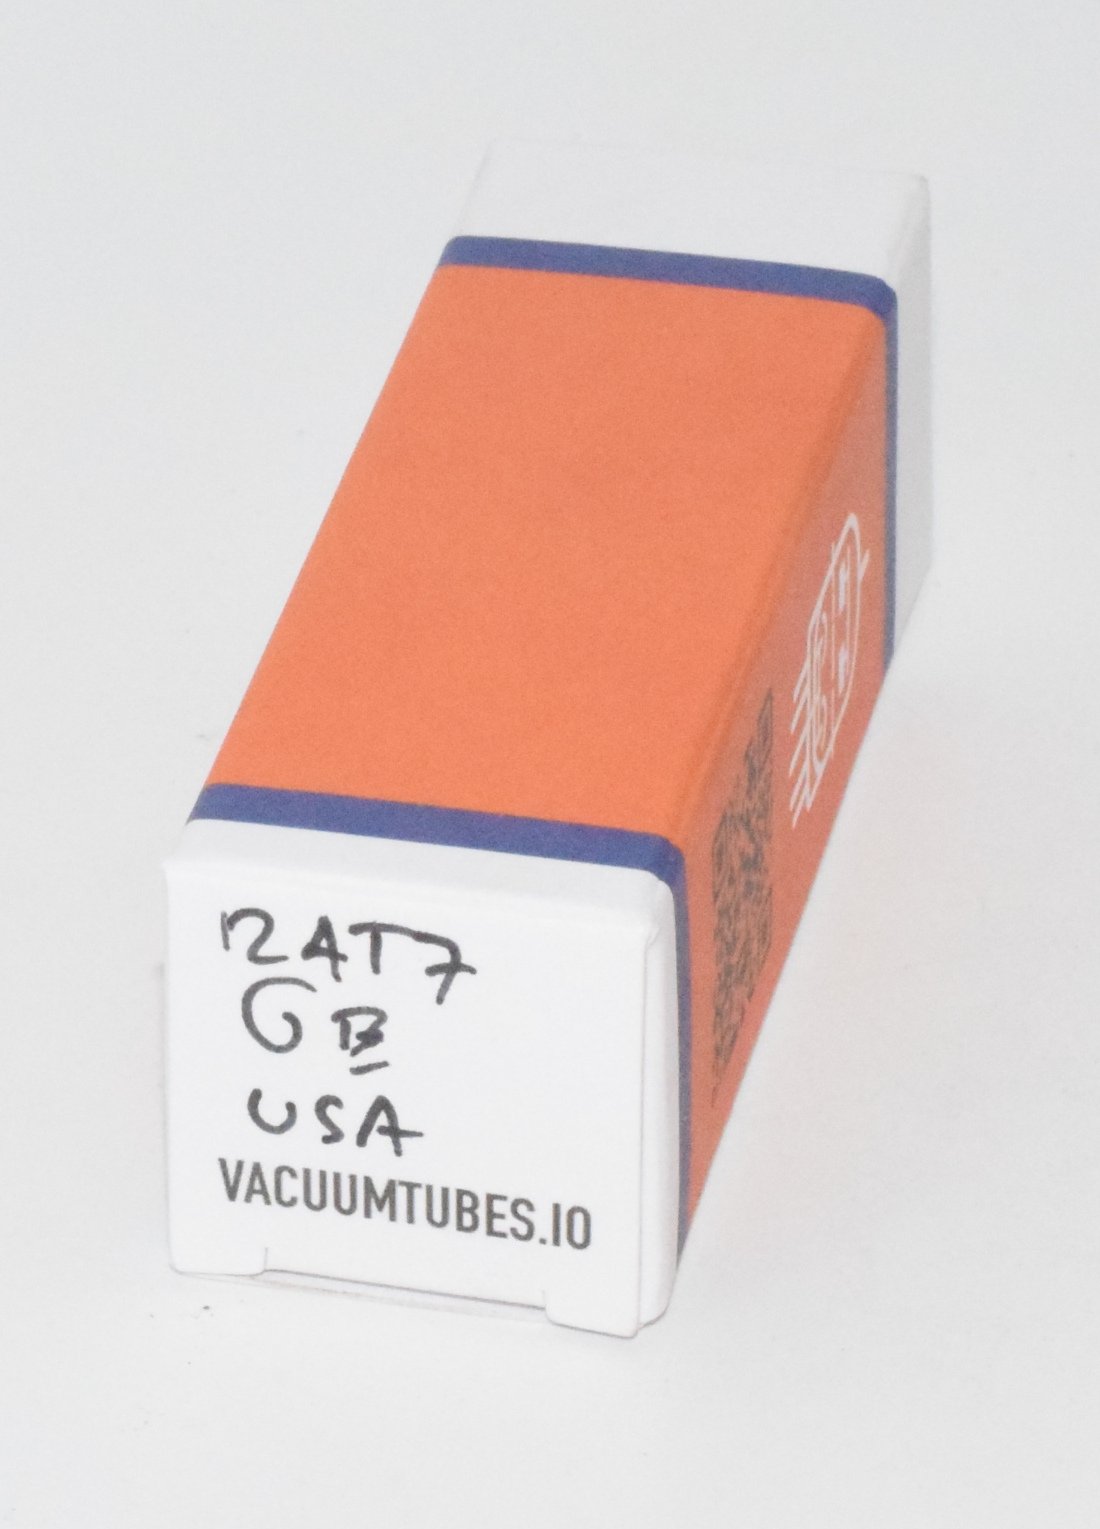 12AT7
GB
USA
VACUUMTUBES.IO